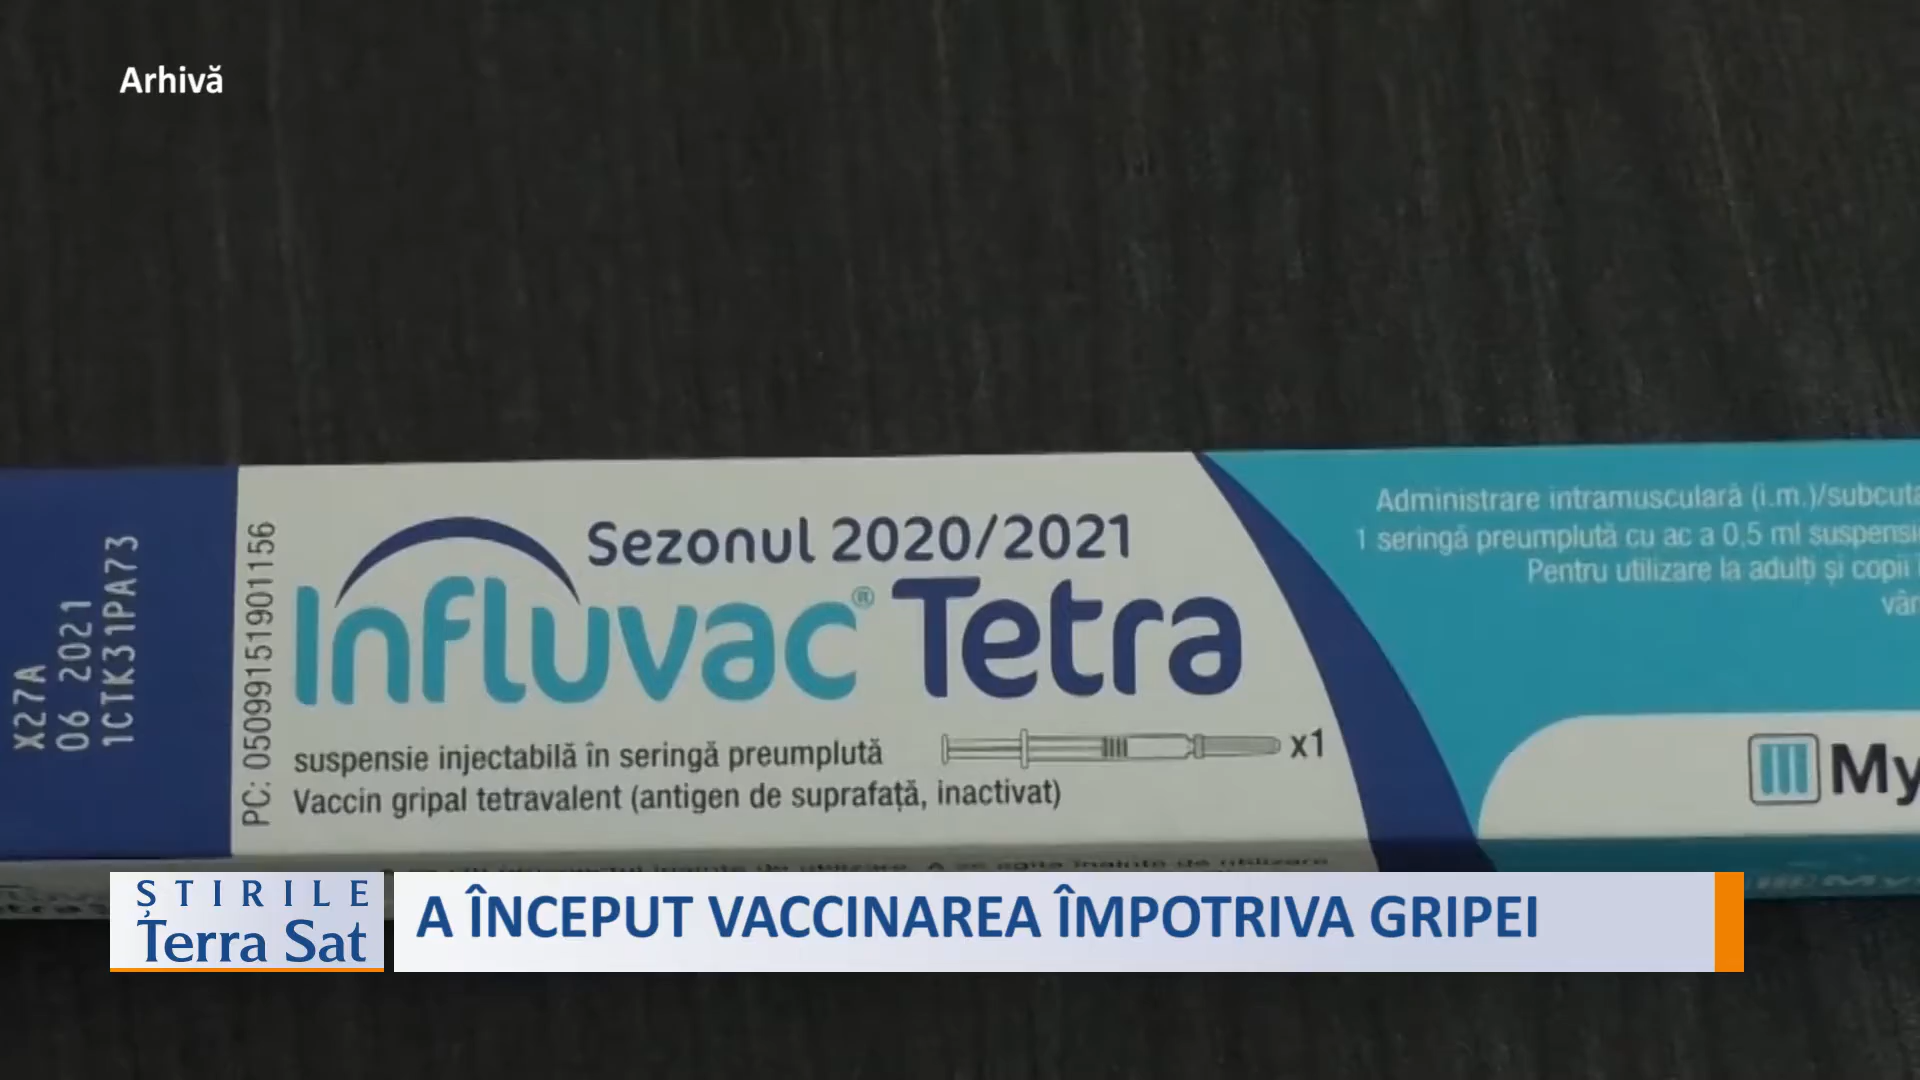 Arhivă
X27A
06 2021
1CTK31PA73
PC: 05099151901156
Sezonul 2020/2021
Influvac® Tetra
suspensie injectabilă în seringă preumplută
x1
Vaccin gripal tetravalent (antigen de suprafață, inactivat)
Administrare intramusculară (i.m.)/subcuta
1 seringă preumplută cu ac a 0,5 ml suspensi
Pentru utilizare la adulți și copii
vâr
My
ȘTIRILE
Terra Sat
A ÎNCEPUT VACCINAREA ÎMPOTRIVA GRIPEI